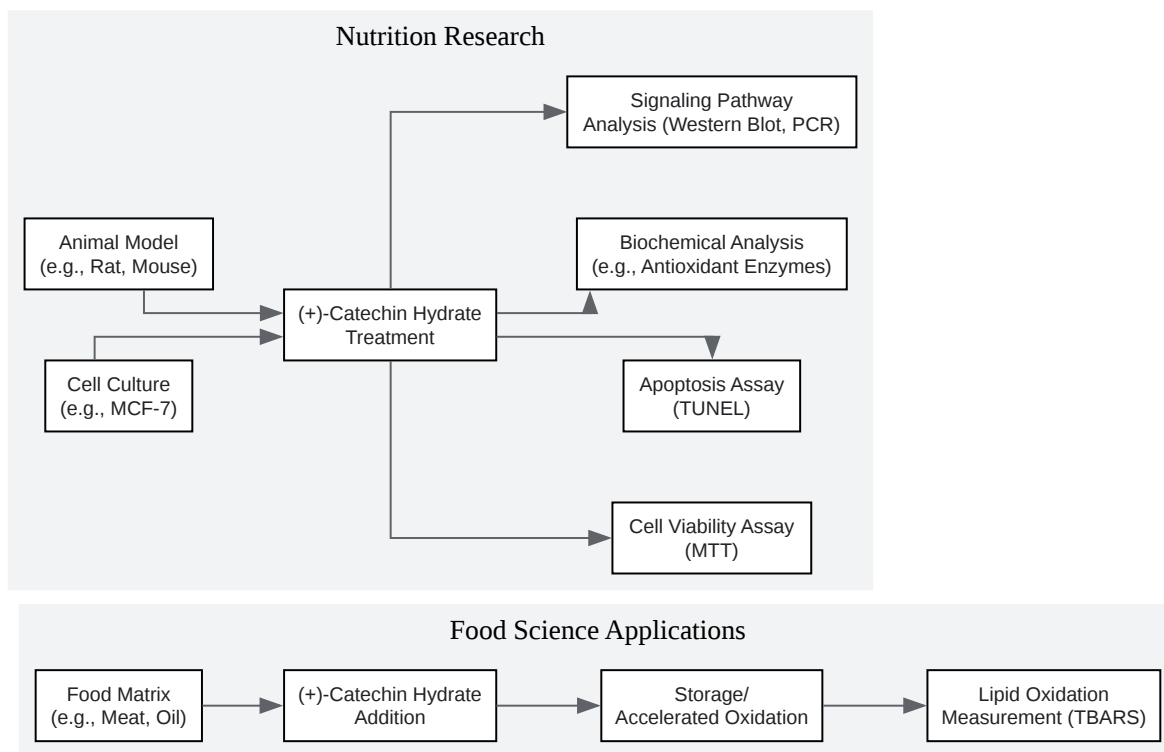 Nutrition Research
Signaling Pathway
Analysis (Western Blot, PCR)
Animal Model
(e.g., Rat, Mouse)
Biochemical Analysis
(e.g., Antioxidant Enzymes)
(+)-Catechin Hydrate
Treatment
Cell Culture
(e.g., MCF-7)
Apoptosis Assay
(TUNEL)
Cell Viability Assay
(MTT)
Food Science Applications
Food Matrix
(e.g., Meat, Oil)
(+)-Catechin Hydrate
Addition
Storage/
Accelerated Oxidation
Lipid Oxidation
Measurement (TBARS)